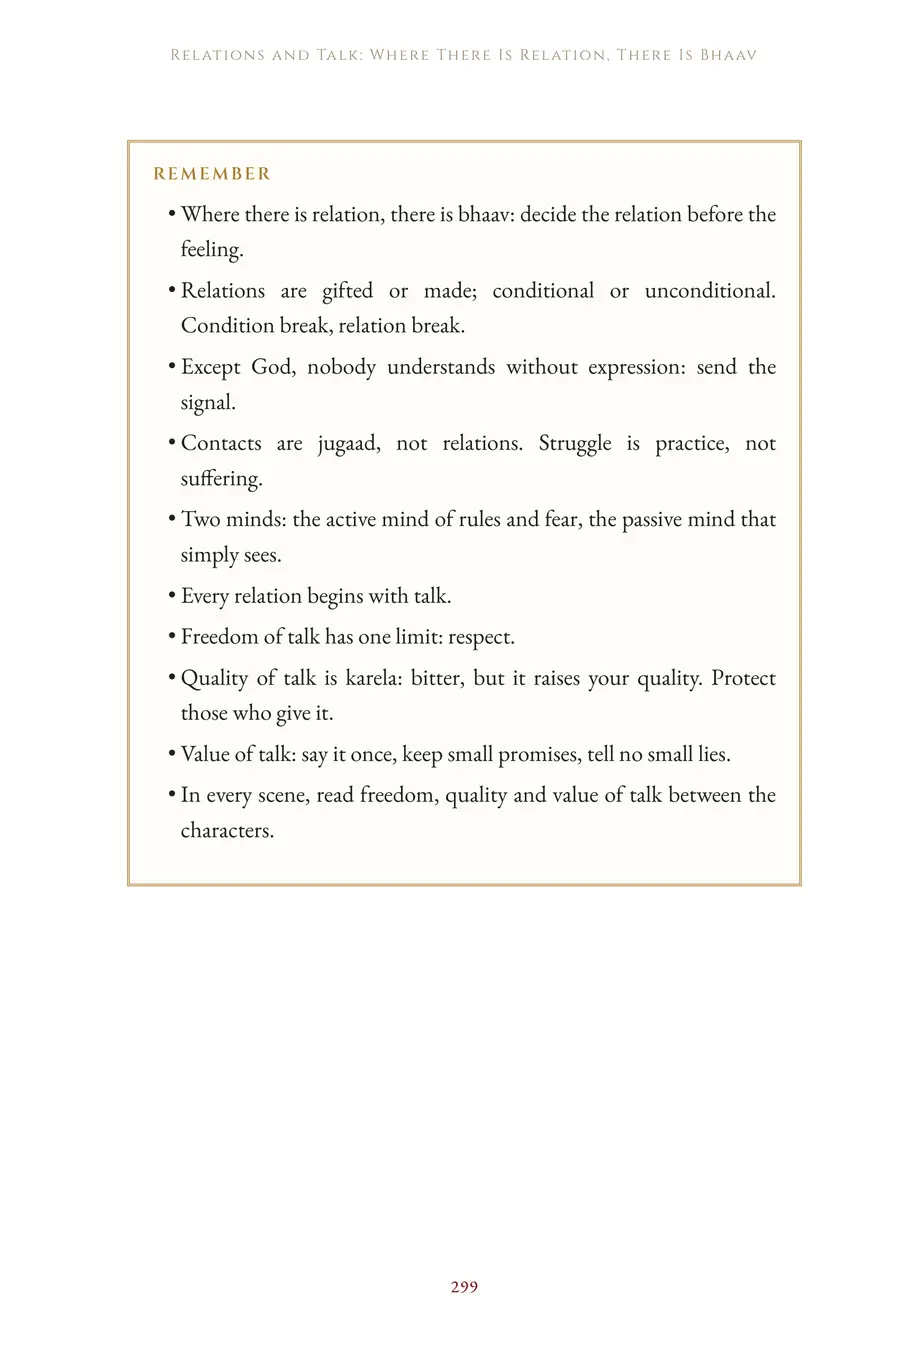 Relations and Talk: Where There Is Relation, There Is Bhaav
REMEMBER
• Where there is relation, there is bhaav: decide the relation before the
feeling.
• Relations are gifted or made; conditional or unconditional.
Condition break, relation break.
• Except God, nobody understands without expression: send the
signal.
• Contacts are jugaad, not relations. Struggle is practice, not
suffering.
• Two minds: the active mind of rules and fear, the passive mind that
simply sees.
• Every relation begins with talk.
• Freedom of talk has one limit: respect.
• Quality of talk is karela: bitter, but it raises your quality. Protect
those who give it.
• Value of talk: say it once, keep small promises, tell no small lies.
• In every scene, read freedom, quality and value of talk between the
characters.
299